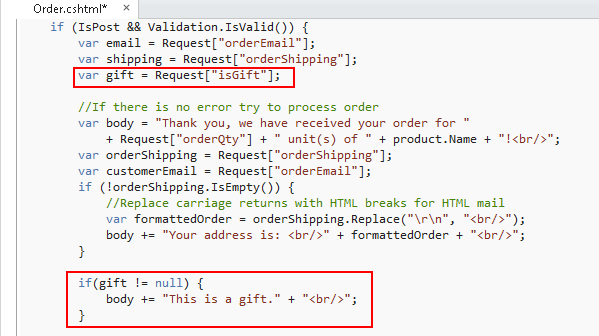 Order.cshtml* ×
if (IsPost && Validation.IsValid()) {
var email = Request["orderEmail"];
var shipping = Request["orderShipping"];
var gift = Request["isGift"];
//If there is no error try to process order
var body = "Thank you, we have received your order for "
+ Request["orderQty"] + " unit(s) of " + product.Name + "!<br/>";
var orderShipping = Request["orderShipping"];
var customerEmail = Request["orderEmail"];
if (!orderShipping.IsEmpty()) {
//Replace carriage returns with HTML breaks for HTML mail
var formattedOrder = orderShipping.Replace("\r\n", "<br/>");
body += "Your address is: <br/>" + formattedOrder + "<br/>";
}
if(gift != null) {
body += "This is a gift." + "<br/>";
}